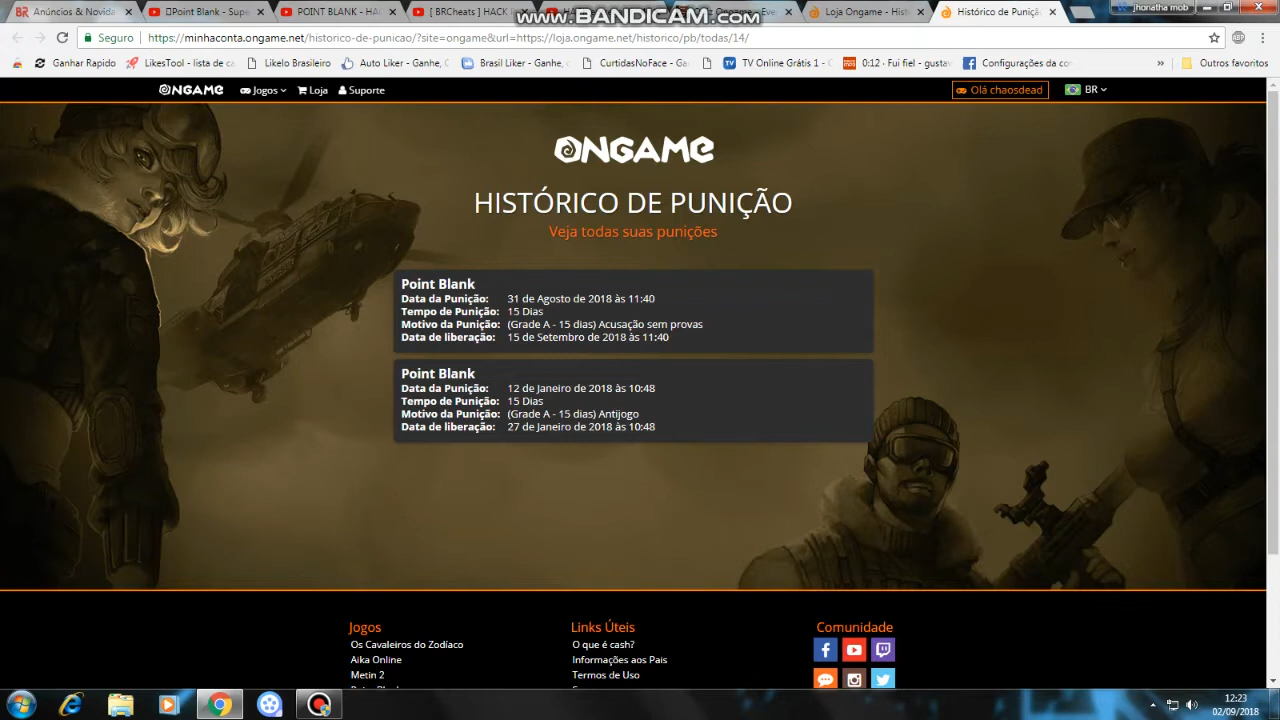 www.BANDICAM.com
jhonatha mob
Anúncios & Novida
Point Blank - Supe
POINT BLANK - HA
[ BRCheats ] HACK
Loja Ongame - Hist
Histórico de Puniçã
Seguro
https://minhaconta.ongame.net/historico-de-punicao/?site=ongame&url=https://loja.ongame.net/historico/pb/todas/14/
Ganhar Rapido
LikesTool - lista de ca
Likelo Brasileiro
Auto Liker - Ganhe, C
Brasil Liker - Ganhe, c
CurtidasNoFace - Gar
TV Online Grátis 1 - C
0:12 · Fui fiel - gustav
Configurações da con
»
Outros favoritos
ONGAME
Jogos
Loja
Suporte
Olá chaosdead
BR
ONGAME
HISTÓRICO DE PUNIÇÃO
Veja todas suas punições
Point Blank
Data da Punição: 31 de Agosto de 2018 às 11:40
Tempo de Punição: 15 Dias
Motivo da Punição: (Grade A - 15 dias) Acusação sem provas
Data de liberação: 15 de Setembro de 2018 às 11:40
Point Blank
Data da Punição: 12 de Janeiro de 2018 às 10:48
Tempo de Punição: 15 Dias
Motivo da Punição: (Grade A - 15 dias) Antijogo
Data de liberação: 27 de Janeiro de 2018 às 10:48
Jogos
Os Cavaleiros do Zodíaco
Aika Online
Metin 2
Links Úteis
O que é cash?
Informações aos Pais
Termos de Uso
Comunidade
12:23
02/09/2018